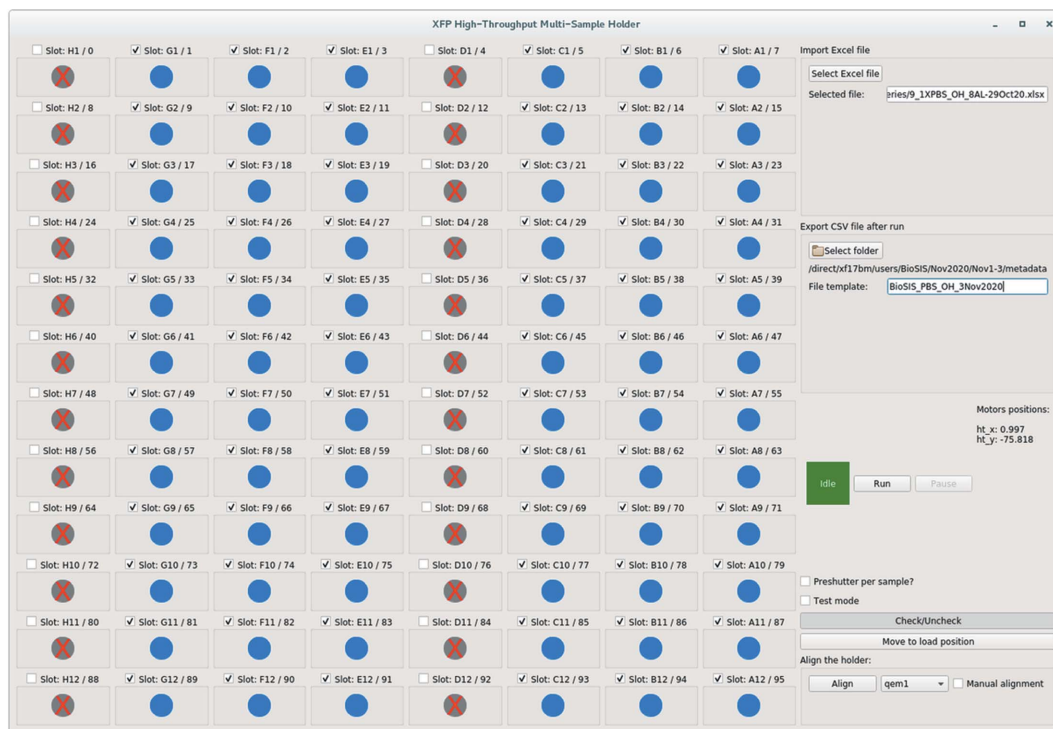 XFP High-Throughput Multi-Sample Holder
Slot: H1 / 0 Slot: G1 / 1 Slot: F1 / 2 Slot: E1 / 3 Slot: D1 / 4 Slot: C1 / 5 Slot: B1 / 6 Slot: A1 / 7
Slot: H2 / 8 Slot: G2 / 9 Slot: F2 / 10 Slot: E2 / 11 Slot: D2 / 12 Slot: C2 / 13 Slot: B2 / 14 Slot: A2 / 15
Slot: H3 / 16 Slot: G3 / 17 Slot: F3 / 18 Slot: E3 / 19 Slot: D3 / 20 Slot: C3 / 21 Slot: B3 / 22 Slot: A3 / 23
Slot: H4 / 24 Slot: G4 / 25 Slot: F4 / 26 Slot: E4 / 27 Slot: D4 / 28 Slot: C4 / 29 Slot: B4 / 30 Slot: A4 / 31
Slot: H5 / 32 Slot: G5 / 33 Slot: F5 / 34 Slot: E5 / 35 Slot: D5 / 36 Slot: C5 / 37 Slot: B5 / 38 Slot: A5 / 39
Slot: H6 / 40 Slot: G6 / 41 Slot: F6 / 42 Slot: E6 / 43 Slot: D6 / 44 Slot: C6 / 45 Slot: B6 / 46 Slot: A6 / 47
Slot: H7 / 48 Slot: G7 / 49 Slot: F7 / 50 Slot: E7 / 51 Slot: D7 / 52 Slot: C7 / 53 Slot: B7 / 54 Slot: A7 / 55
Slot: H8 / 56 Slot: G8 / 57 Slot: F8 / 58 Slot: E8 / 59 Slot: D8 / 60 Slot: C8 / 61 Slot: B8 / 62 Slot: A8 / 63
Slot: H9 / 64 Slot: G9 / 65 Slot: F9 / 66 Slot: E9 / 67 Slot: D9 / 68 Slot: C9 / 69 Slot: B9 / 70 Slot: A9 / 71
Slot: H10 / 72 Slot: G10 / 73 Slot: F10 / 74 Slot: E10 / 75 Slot: D10 / 76 Slot: C10 / 77 Slot: B10 / 78 Slot: A10 / 79
Slot: H11 / 80 Slot: G11 / 81 Slot: F11 / 82 Slot: E11 / 83 Slot: D11 / 84 Slot: C11 / 85 Slot: B11 / 86 Slot: A11 / 87
Slot: H12 / 88 Slot: G12 / 89 Slot: F12 / 90 Slot: E12 / 91 Slot: D12 / 92 Slot: C12 / 93 Slot: B12 / 94 Slot: A12 / 95
Import Excel file
Select Excel file
Selected file: eries/9_1XPBS_OH_8AL-29Oct20.xlsx
Export CSV file after run
Select folder
/direct/xf17bm/users/BioSIS/Nov2020/Nov1-3/metadata
File template: BioSIS_PBS_OH_3Nov2020
Motors positions:
ht_x: 0.997
ht_y: -75.818
Idle Run Pause
Preshutter per sample?
Test mode
Check/Uncheck
Move to load position
Align the holder:
Align qem1 Manual alignment